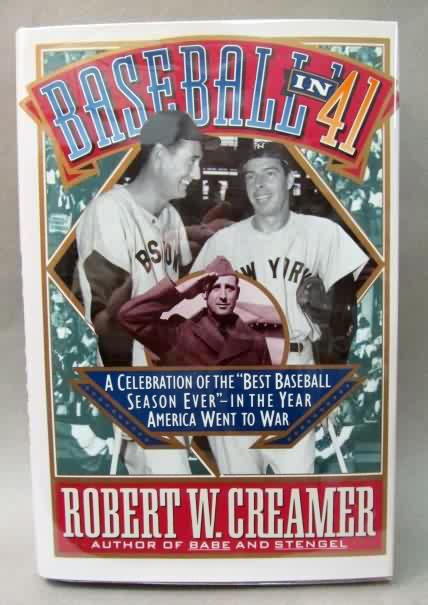 BASEBALL IN '41
BOSTON
NEW YORK
A CELEBRATION OF THE "BEST BASEBALL
SEASON EVER"-IN THE YEAR
AMERICA WENT TO WAR
ROBERT W. CREAMER
AUTHOR OF BABE AND STENGEL